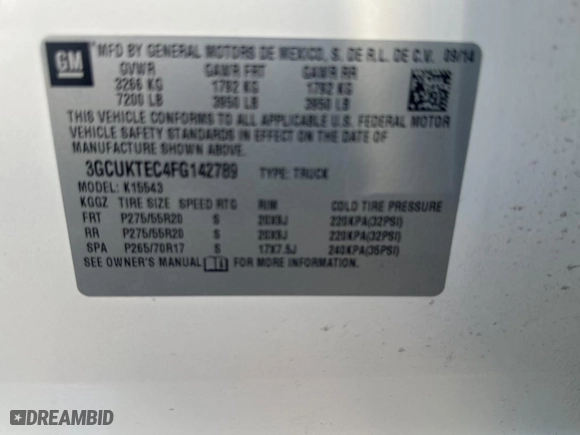 GM
MFD BY GENERAL MOTORS DE MEXICO, S. DE R.L. DE C.V. 09/14
GVWR GAWR FRT GAWR RR
3266 KG 1792 KG 1792 KG
7200 LB 3950 LB 3950 LB
THIS VEHICLE CONFORMS TO ALL APPLICABLE U.S. FEDERAL MOTOR
VEHICLE SAFETY STANDARDS IN EFFECT ON THE DATE OF
MANUFACTURE SHOWN ABOVE.
3GCUKTEC4FG142789 TYPE: TRUCK
MODEL: K15543
KGGZ TIRE SIZE SPEED RTG RIM COLD TIRE PRESSURE
FRT P275/55R20 S 20X9J 220KPA(32PSI)
RR P275/55R20 S 20X9J 220KPA(32PSI)
SPA P265/70R17 S 17X7.5J 240KPA(35PSI)
SEE OWNER'S MANUAL FOR MORE INFORMATION.
DREAMBID